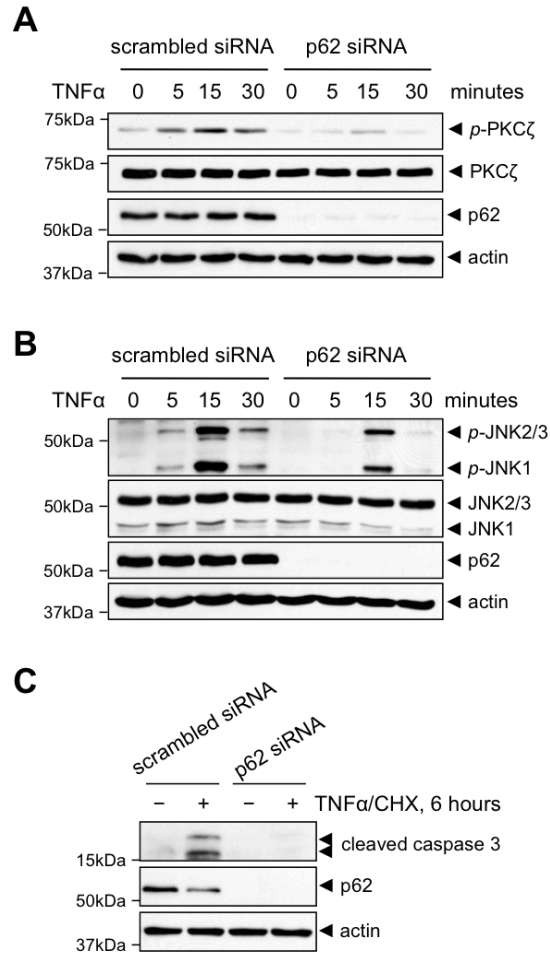 A
scrambled siRNA p62 siRNA
TNFα 0 5 15 30 0 5 15 30 minutes
75kDa
p-PKCζ
75kDa
PKCζ
p62
50kDa
actin
37kDa
B
scrambled siRNA p62 siRNA
TNFα 0 5 15 30 0 5 15 30 minutes
p-JNK2/3
50kDa
p-JNK1
50kDa JNK2/3
JNK1
p62
50kDa
actin
37kDa
C
scrambled siRNA p62 siRNA
− + − + TNFα/CHX, 6 hours
cleaved caspase 3
15kDa
p62
50kDa
actin
37kDa